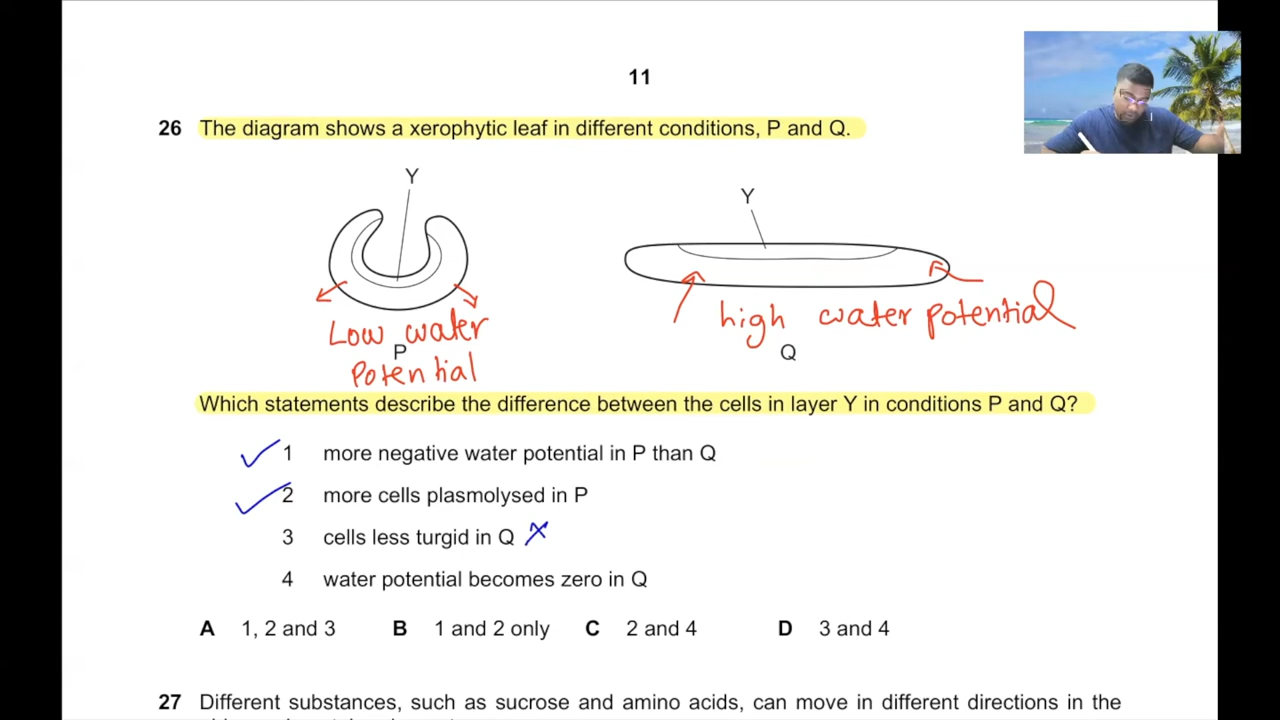 11
26 The diagram shows a xerophytic leaf in different conditions, P and Q.
Y
Y
Low water
Potential
P
high water potential
Q
Which statements describe the difference between the cells in layer Y in conditions P and Q?
1 more negative water potential in P than Q
2 more cells plasmolysed in P
3 cells less turgid in Q
4 water potential becomes zero in Q
A 1, 2 and 3 B 1 and 2 only C 2 and 4 D 3 and 4
27 Different substances, such as sucrose and amino acids, can move in different directions in the